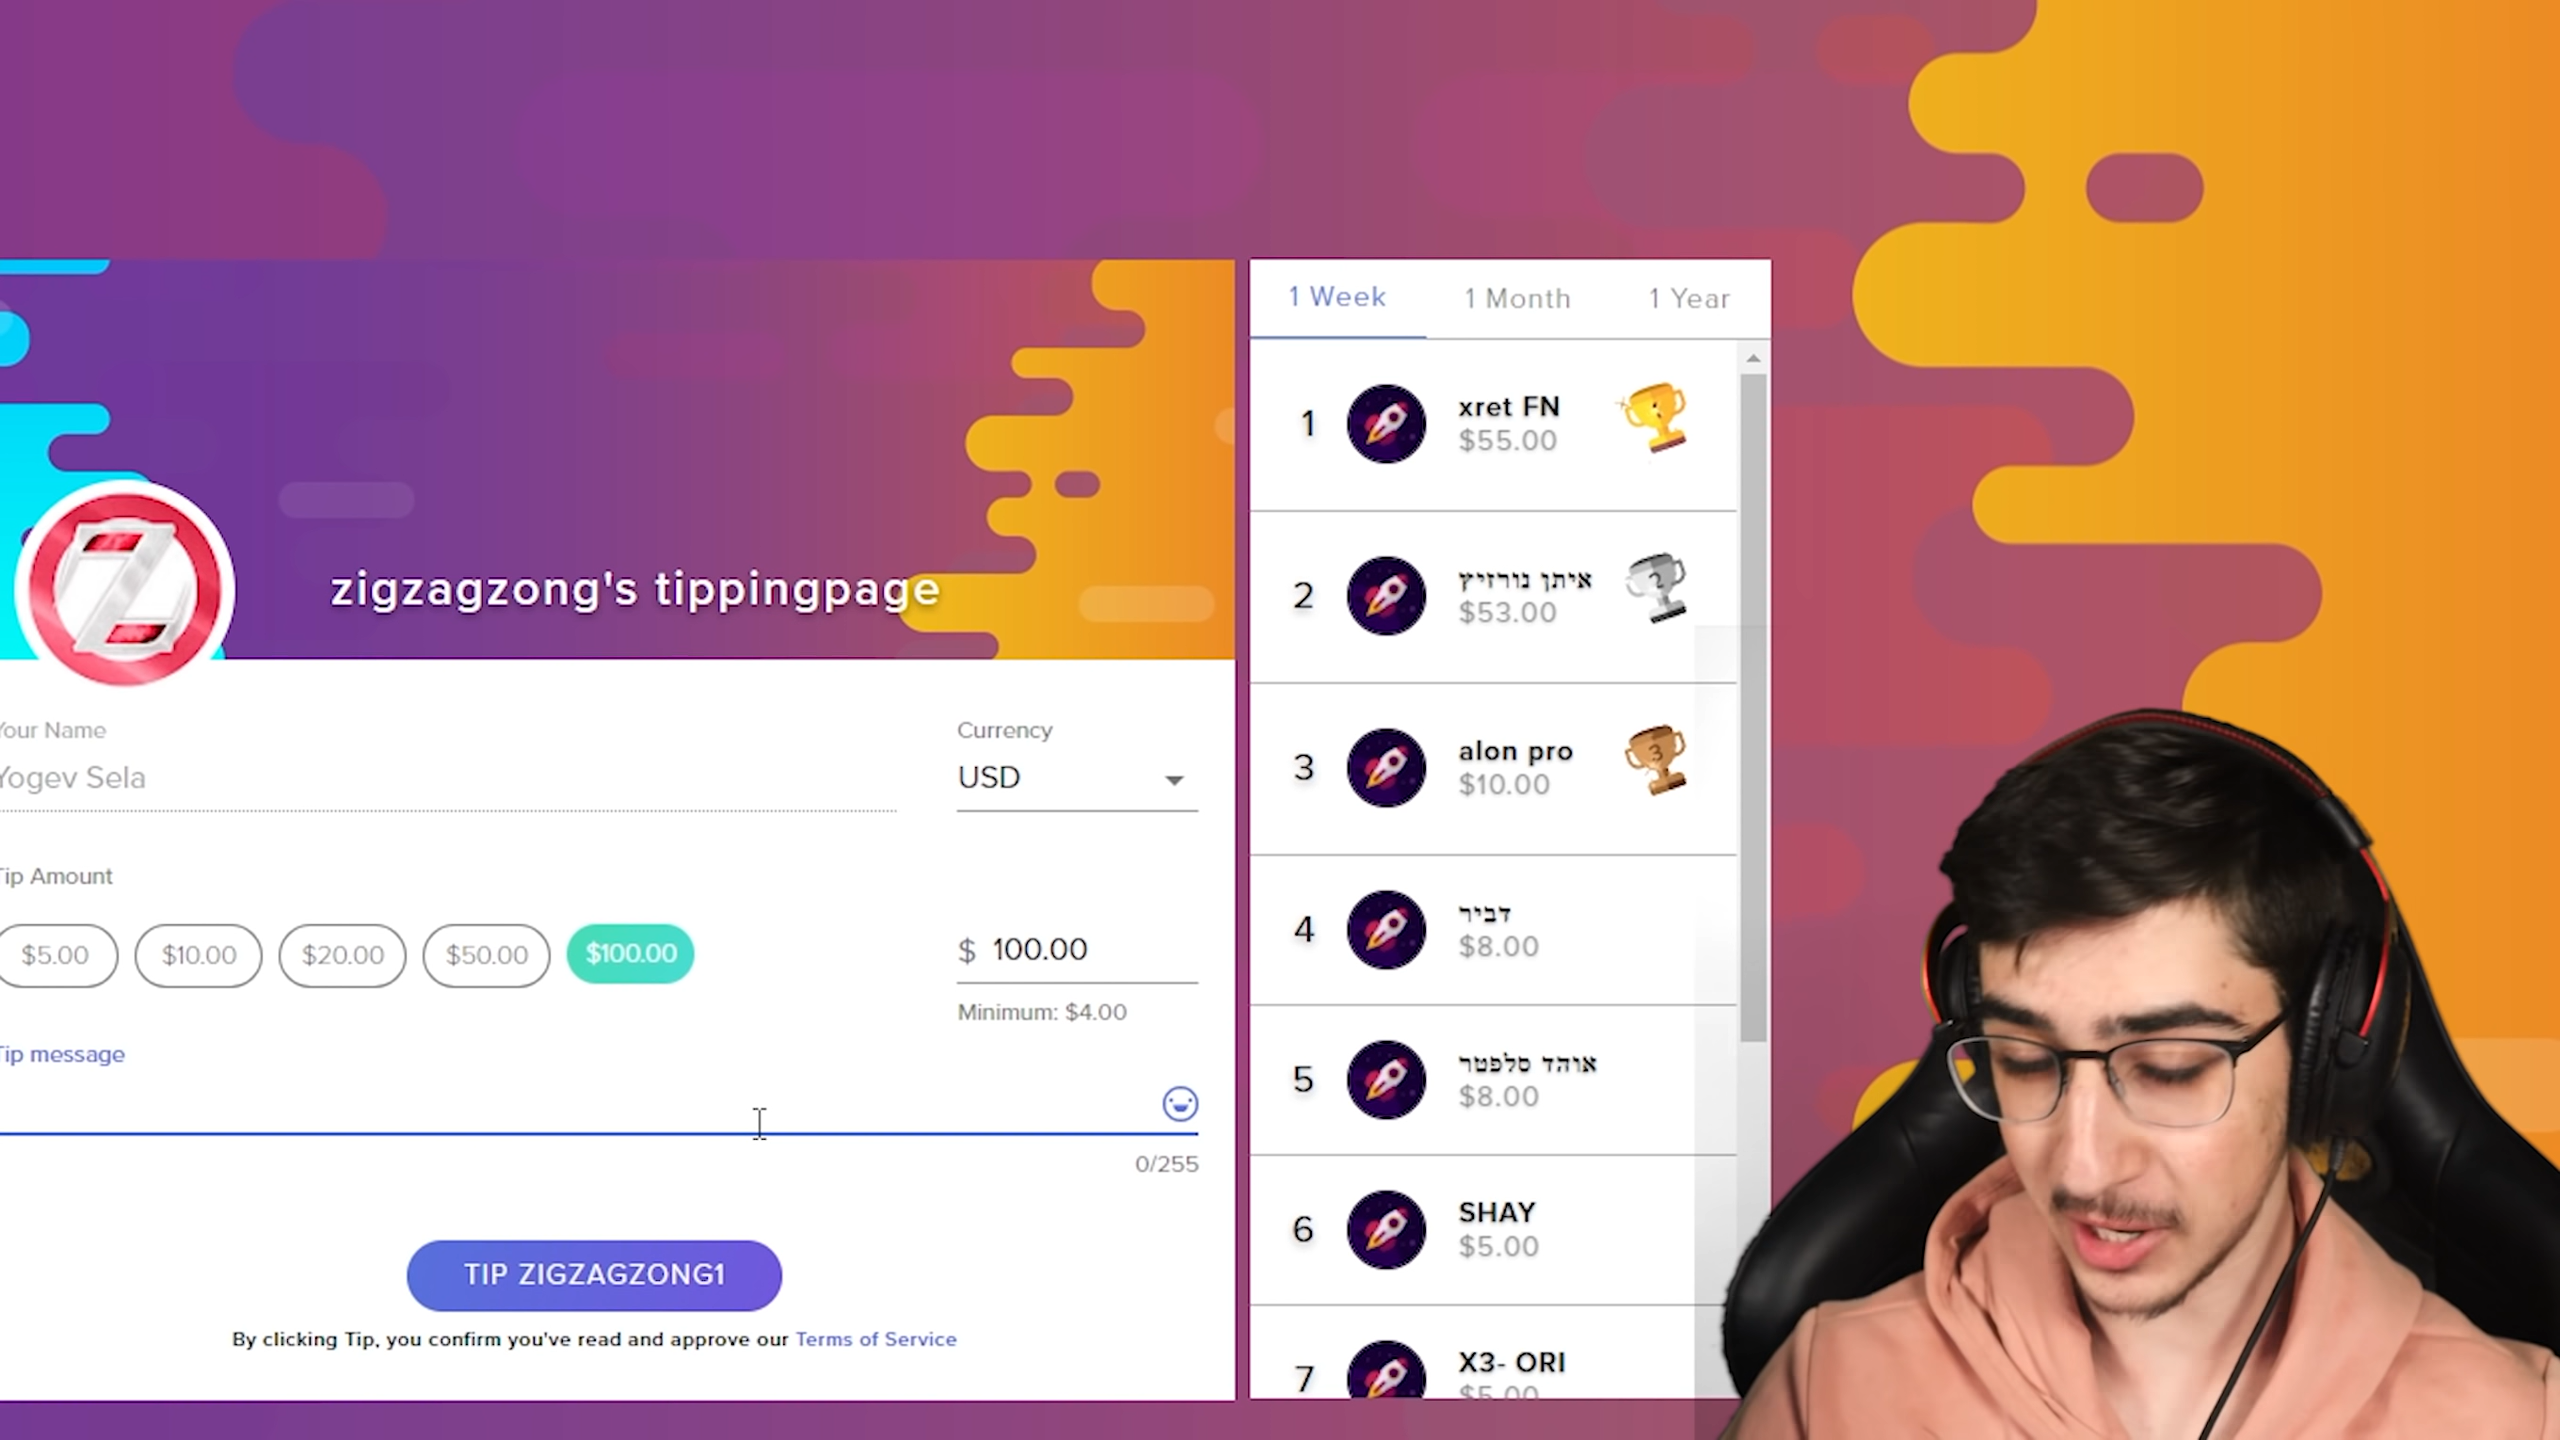 zigzagzong's tippingpage
Your Name
Yogev Sela
Currency
USD
Tip Amount
$5.00 $10.00 $20.00 $50.00 $100.00
$ 100.00
Minimum: $4.00
Tip message
0/255
TIP ZIGZAGZONG1
By clicking Tip, you confirm you've read and approve our Terms of Service
1 Week 1 Month 1 Year
1 xret FN
$55.00
2 איתן נורזיץ
$53.00
3 alon pro
$10.00
4 דביר
$8.00
5 אוהד סלפטר
$8.00
6 SHAY
$5.00
7 X3- ORI
$5.00